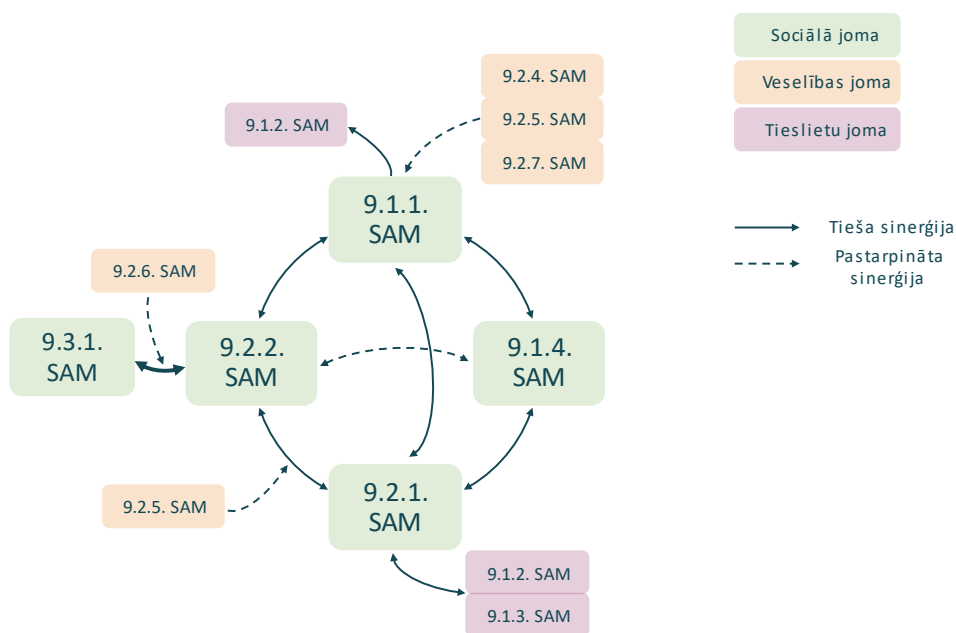 Sociālā joma
Veselības joma
Tieslietu joma
9.2.4. SAM
9.2.5. SAM
9.2.7. SAM
9.1.2. SAM
9.1.1.
SAM
Tieša sinerģija
Pastarpināta
sinerģija
9.2.6. SAM
9.3.1.
SAM
9.2.2.
SAM
9.1.4.
SAM
9.2.5. SAM
9.2.1.
SAM
9.1.2. SAM
9.1.3. SAM